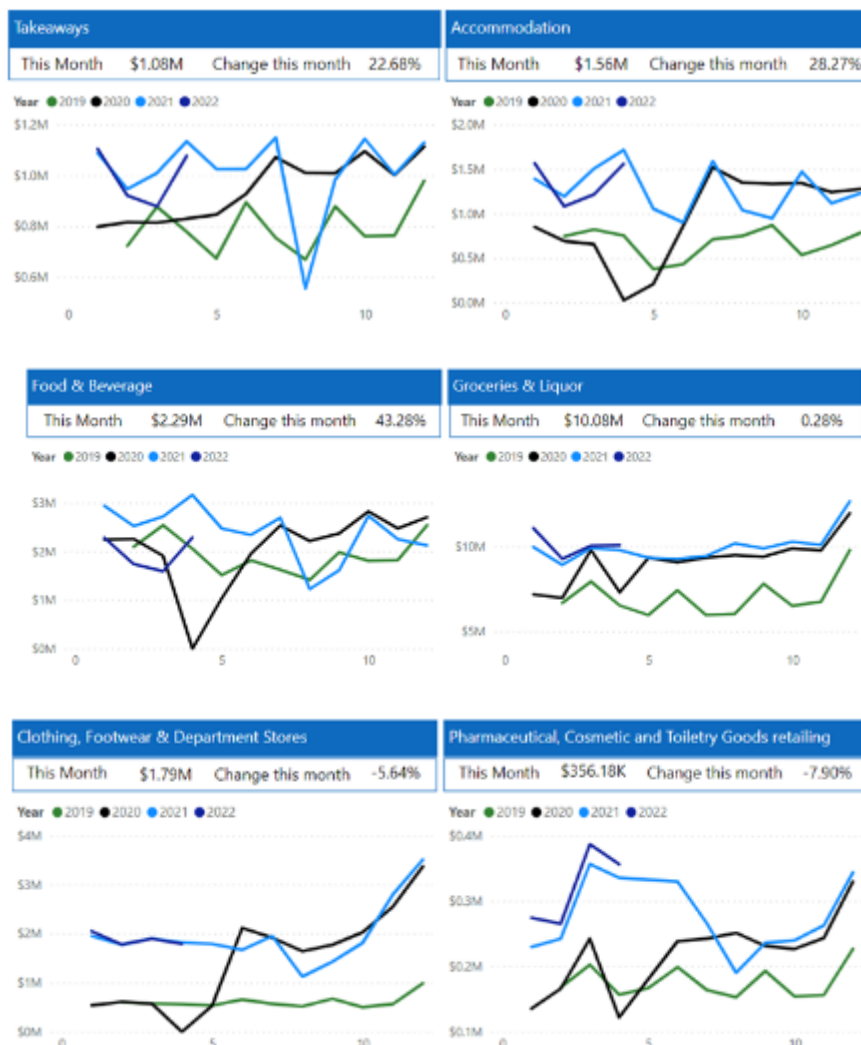 Takeaways
This Month $1.08M Change this month 22.68%
Year 2019 2020 2021 2022
$1.2M
$1.0M
$0.8M
$0.6M
0 5 10
Accommodation
This Month $1.56M Change this month 28.27%
Year 2019 2020 2021 2022
$2.0M
$1.5M
$1.0M
$0.5M
$0.0M
0 5 10
Food & Beverage
This Month $2.29M Change this month 43.28%
Year 2019 2020 2021 2022
$3M
$2M
$1M
$0M
0 5 10
Groceries & Liquor
This Month $10.08M Change this month 0.28%
Year 2019 2020 2021 2022
$10M
$5M
0 5 10
Clothing, Footwear & Department Stores
This Month $1.79M Change this month -5.64%
Year 2019 2020 2021 2022
$4M
$3M
$2M
$1M
$0M
0 5 10
Pharmaceutical, Cosmetic and Toiletry Goods retailing
This Month $356.18K Change this month -7.90%
Year 2019 2020 2021 2022
$0.4M
$0.3M
$0.2M
$0.1M
0 5 10